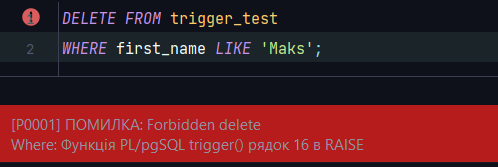 DELETE FROM trigger_test
2 WHERE first_name LIKE 'Maks';
[P0001] ПОМИЛКА: Forbidden delete
Where: Функція PL/pgSQL trigger() рядок 16 в RAISE